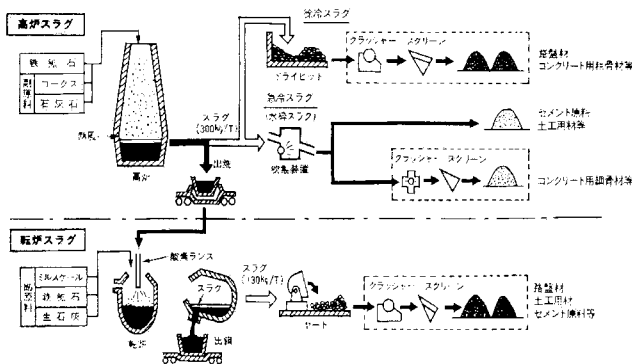 高炉スラグ
鉄鉱石
副原料
コークス
石灰石
熱風
高炉
スラグ
(300kg/T)
出銑
徐冷スラグ
ドライピット
クラッシャー スクリーン
路盤材
コンクリート用粗骨材等
急冷スラグ
(水滓スラグ)
吹製装置
セメント原料
土工用材等
クラッシャー スクリーン
コンクリート用細骨材等
転炉スラグ
酸素ランス
副原料
ミルスケール
鉄鉱石
生石灰
転炉
スラグ
出鋼
スラグ
(130kg/T)
ヤード
クラッシャー スクリーン
路盤材
土工用材
セメント原料等